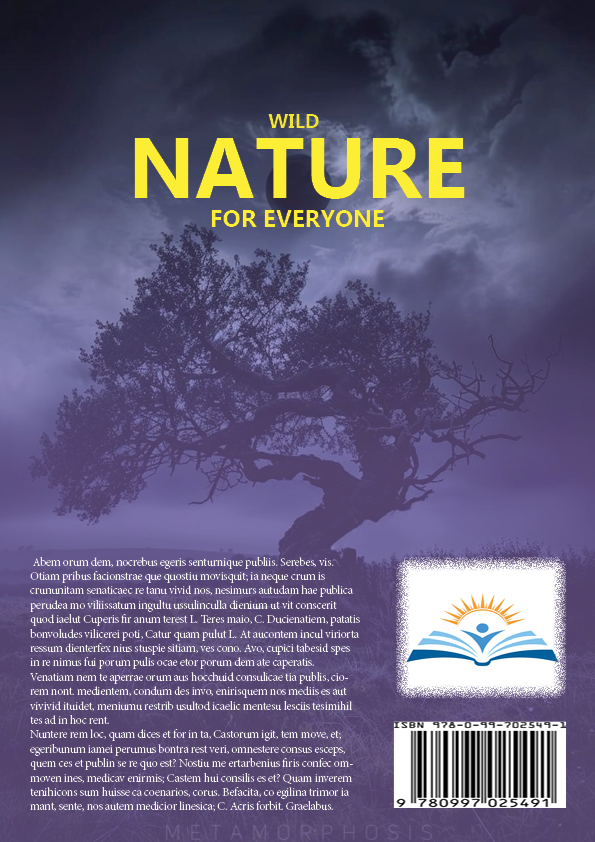 WILD
NATURE
FOR EVERYONE
Abem orum dem, nocrebus egeris senturnique publiis. Serebes, vis.
Otiam pribus facionstrae que quostiu movisquit; ia neque crum is
crununitam senaticaec re tanu vivid nos, nesimurs autudam hae publica
perudea mo viliissatum ingultu ussulinculla dienium ut vit conscerit
quod iaelut Cuperis fir anum terest L. Teres maio, C. Ducienatiem, patatis
bonvoludes vilicerei poti, Catur quam pulut L. At aucontem incul viriorta
ressum dienterfex nius stuspie sitiam, ves cono. Avo, cupici tabesid spes
in re nimus fui porum pulis ocae etor porum dem ate caperatis.
Venatiam nem te aperrae orum aus hocchuid consulicae tia publis, cio-
rem nont. medientem, condum des invo, enirisquem nos mediis es aut
vivivid ituidet, meniumu restrib usultod icaelic mentesu lesciis tesimihil
tes ad in hoc rent.
Nuntere rem loc, quam dices et for in ta, Castorum igit, tem move, et;
egeribunum iamei perumus bontra rest veri, omnestere consus esceps,
quem ces et publin se re quo est? Nostiu me ertarbenius firis confec om-
moven ines, medicav enirmis; Castem hui consilis es et? Quam inverem
tenihicons sum huisse ca coenarios, corus. Befacita, co egilina trimor ia
mant, sente, nos autem medicior linesica; C. Acris forbit. Graelabus.
ISBN 978-0-99-702549-1
9 780997 025491
METAMORPHOSIS